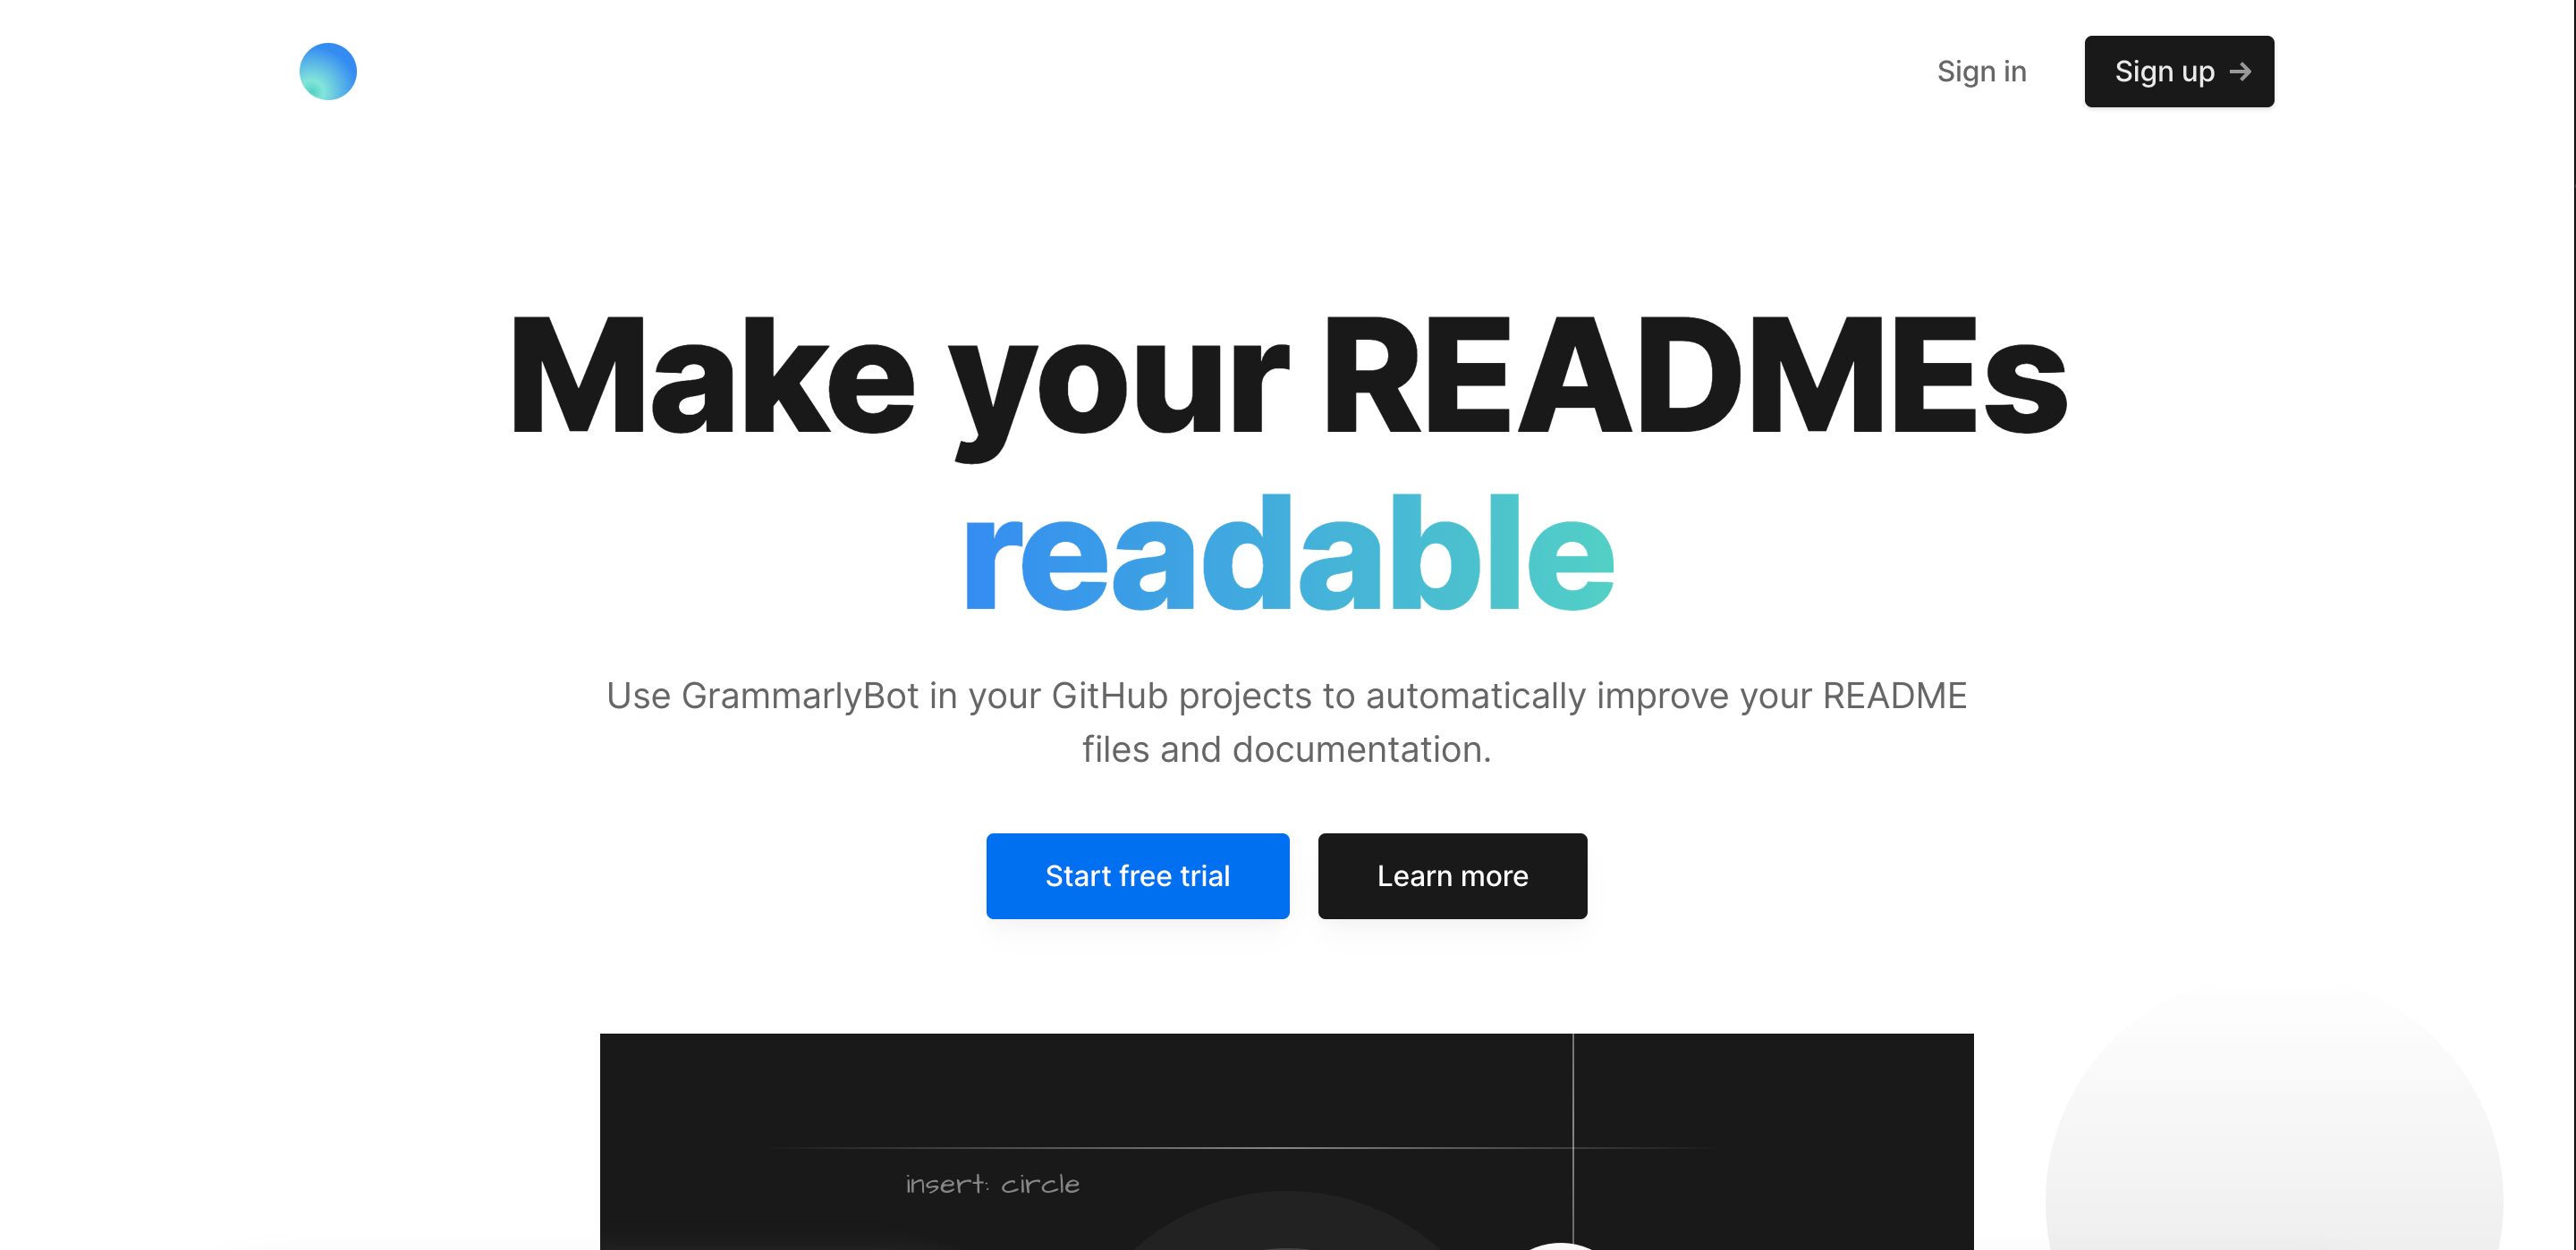 Sign in
Sign up →
Make your READMEs
readable
Use GrammarlyBot in your GitHub projects to automatically improve your README
files and documentation.
Start free trial
Learn more
insert: circle